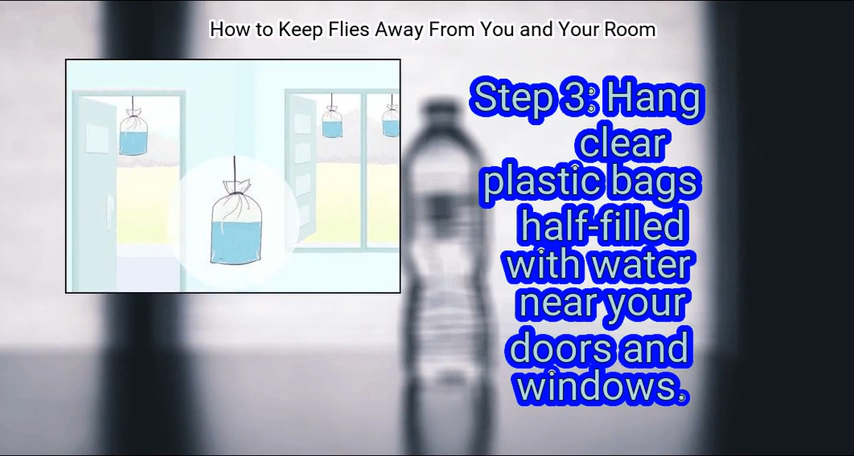 How to Keep Flies Away From You and Your Room
Step 3: Hang
clear
plastic bags
half-filled
with water
near your
doors and
windows.